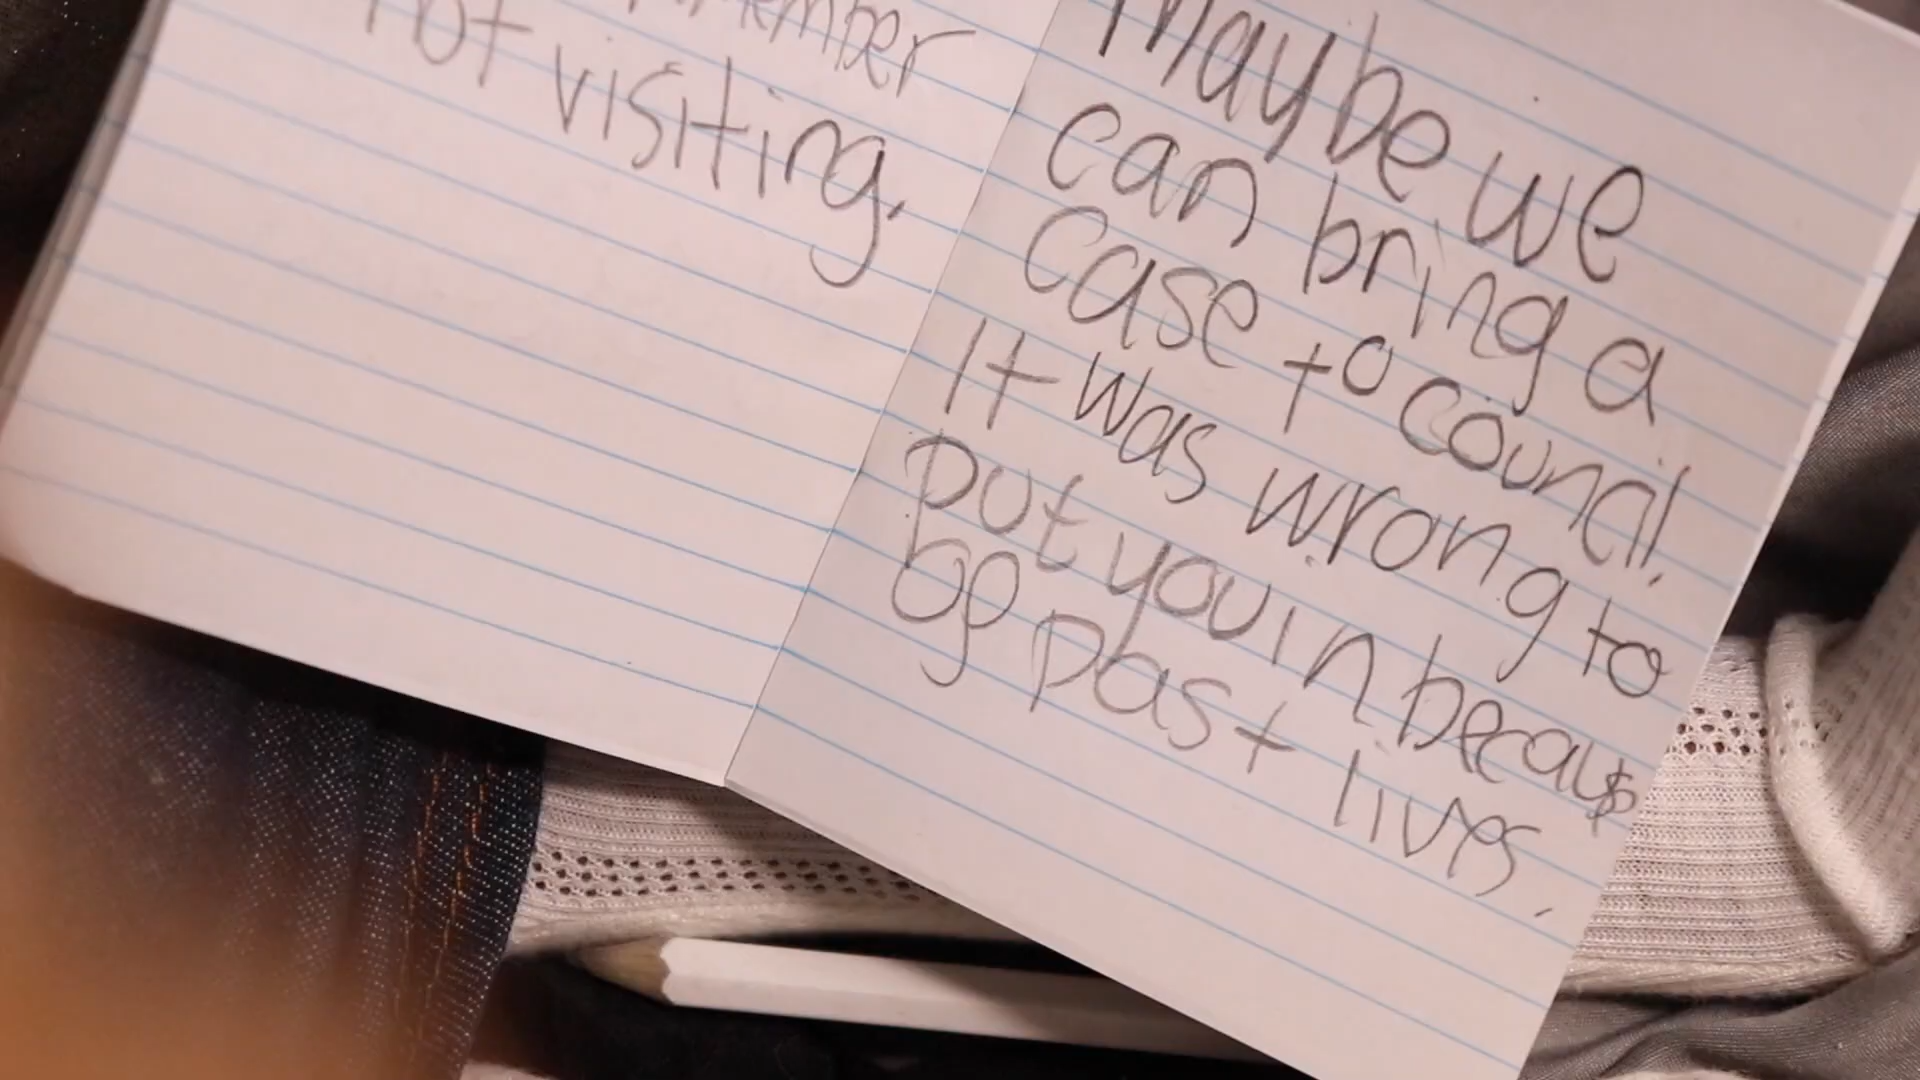 not visiting.
Maybe we
can bring a
case to council.
It was wrong to
put you in becaus
of past lives.